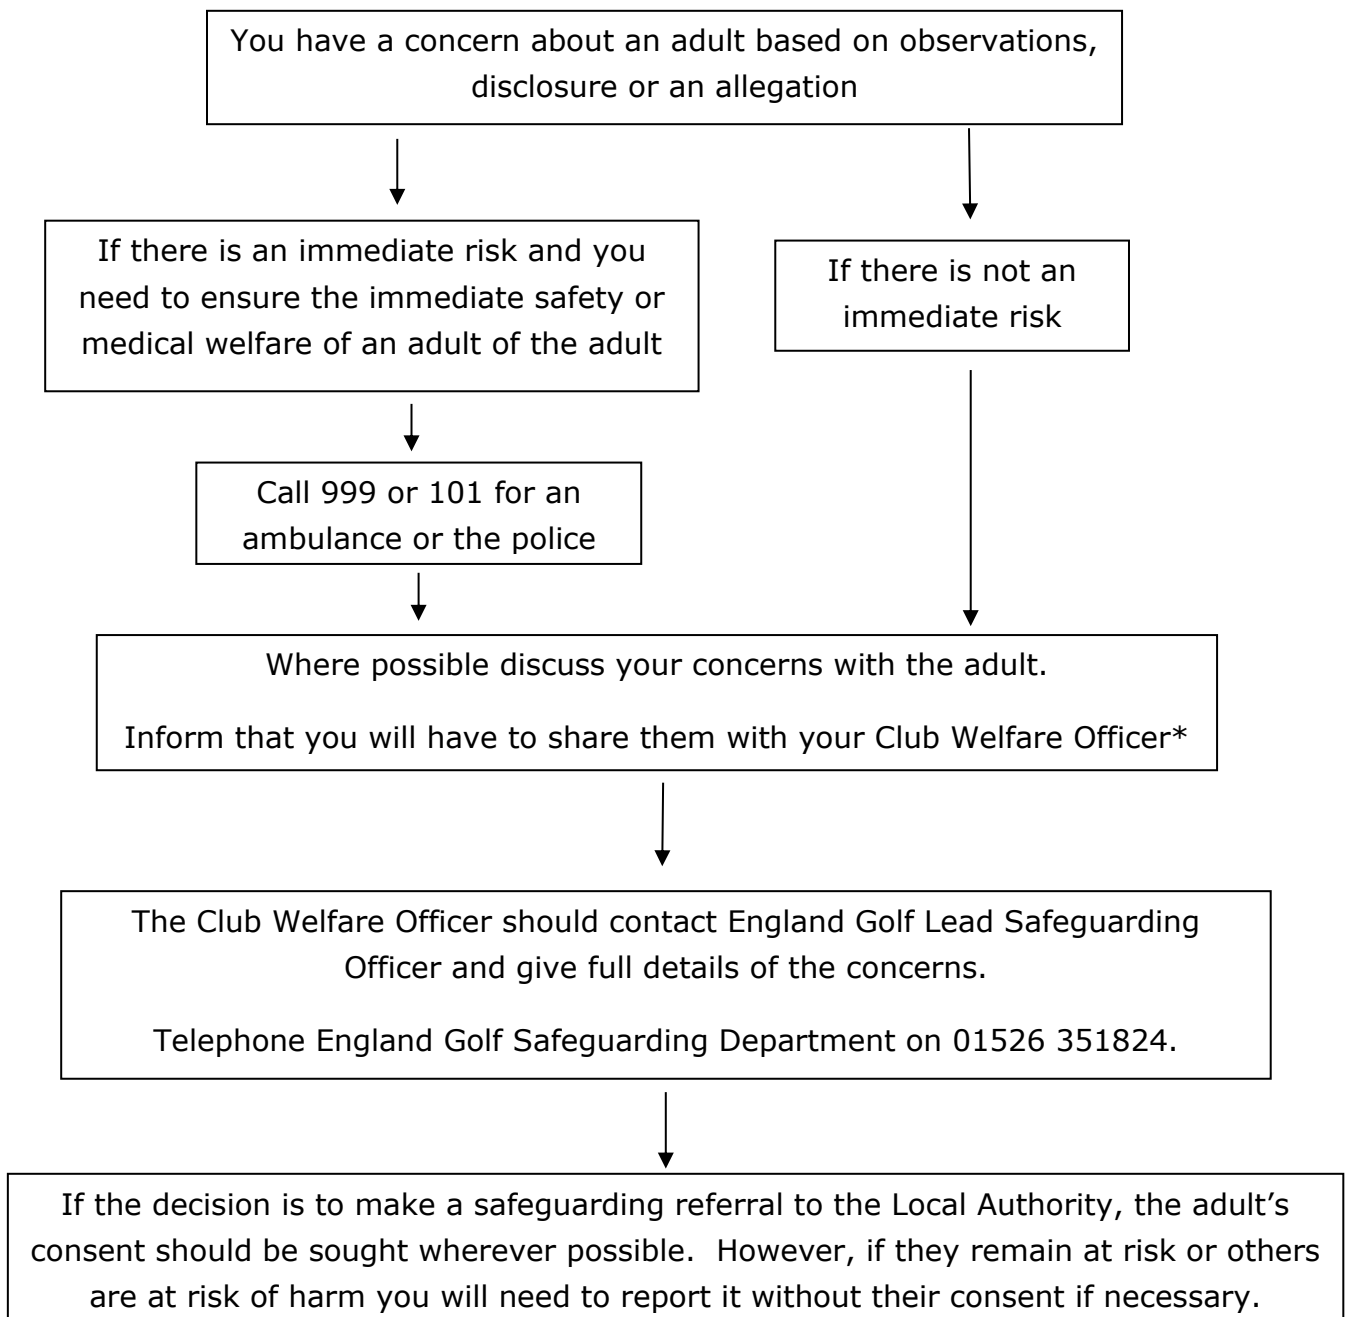 You have a concern about an adult based on observations,
disclosure or an allegation
If there is an immediate risk and you
need to ensure the immediate safety or
medical welfare of an adult of the adult
If there is not an
immediate risk
Call 999 or 101 for an
ambulance or the police
Where possible discuss your concerns with the adult.
Inform that you will have to share them with your Club Welfare Officer*
The Club Welfare Officer should contact England Golf Lead Safeguarding
Officer and give full details of the concerns.
Telephone England Golf Safeguarding Department on 01526 351824.
If the decision is to make a safeguarding referral to the Local Authority, the adult’s
consent should be sought wherever possible.  However, if they remain at risk or others
are at risk of harm you will need to report it without their consent if necessary.